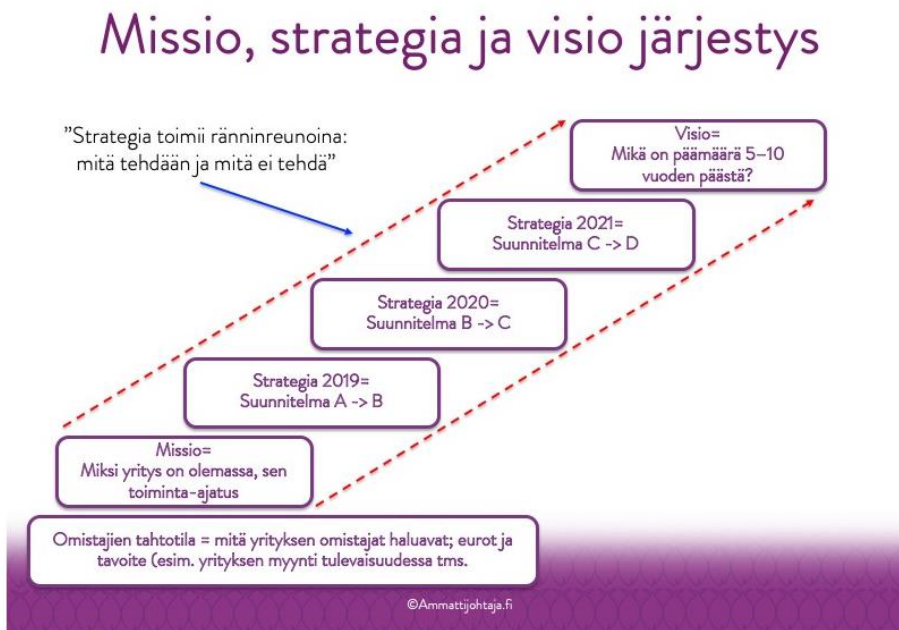 Missio, strategia ja visio järjestys
”Strategia toimii ränninreunoina:
mitä tehdään ja mitä ei tehdä”
Visio=
Mikä on päämäärä 5–10
vuoden päästä?
Strategia 2021=
Suunnitelma C -> D
Strategia 2020=
Suunnitelma B -> C
Strategia 2019=
Suunnitelma A -> B
Missio=
Miksi yritys on olemassa, sen
toiminta-ajatus
Omistajien tahtotila = mitä yrityksen omistajat haluavat; eurot ja
tavoite (esim. yrityksen myynti tulevaisuudessa tms.
©Ammattijohtaja.fi